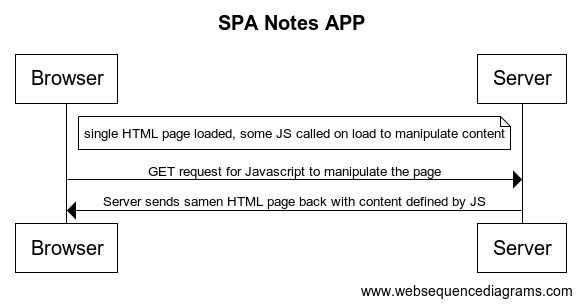 SPA Notes APP
Browser
Server
single HTML page loaded, some JS called on load to manipulate content
GET request for Javascript to manipulate the page
Server sends samen HTML page back with content defined by JS
Browser
Server
www.websequencediagrams.com